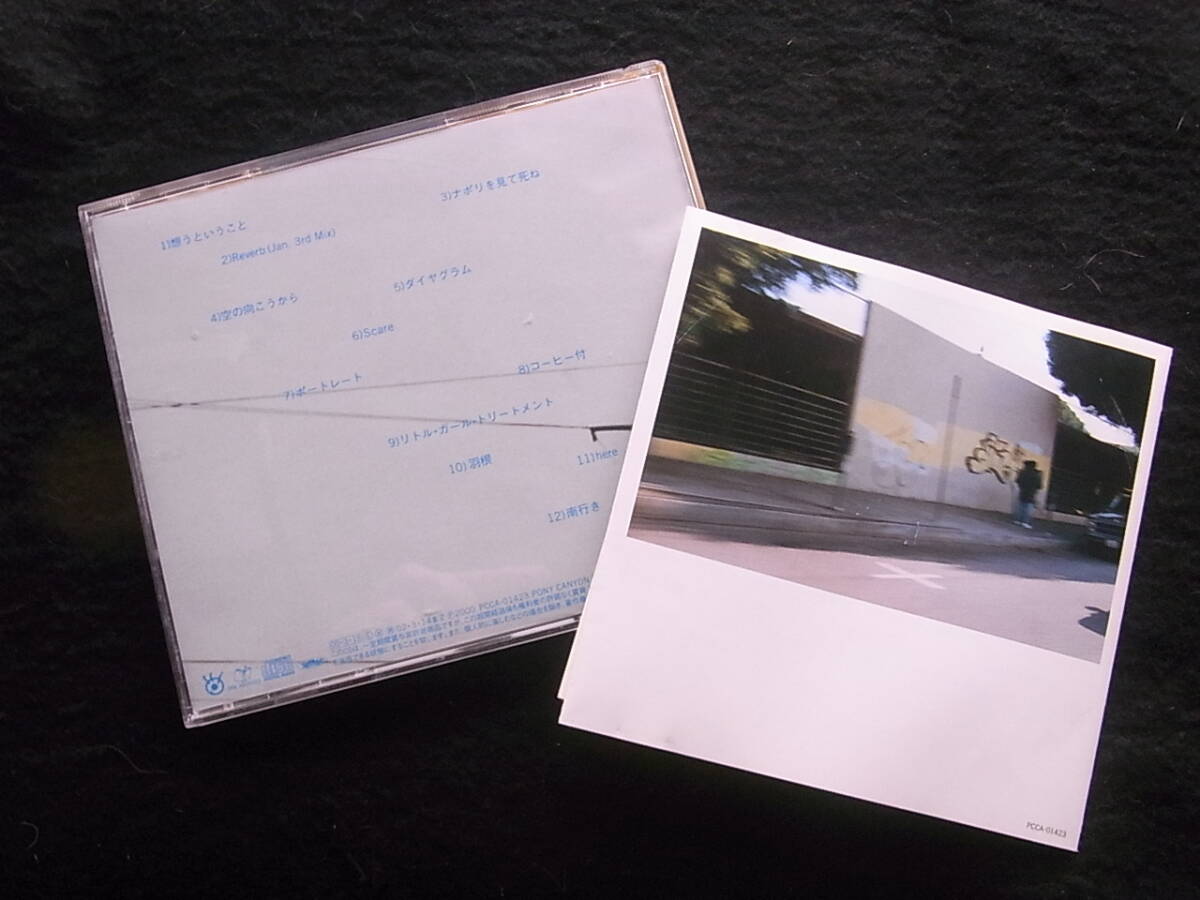 1)想うということ
2)Reverb (Jan. 3rd Mix)
3)ナポリを見て死ね
4)空の向こうから
5)ダイヤグラム
6)Scare
7)ポートレート
8)コーヒー付
9)リトル・ガール・トリートメント
10)羽根
11)here
12)南行き
℗2000 PCCA-01423 PONY CANYON
PCCA-01423